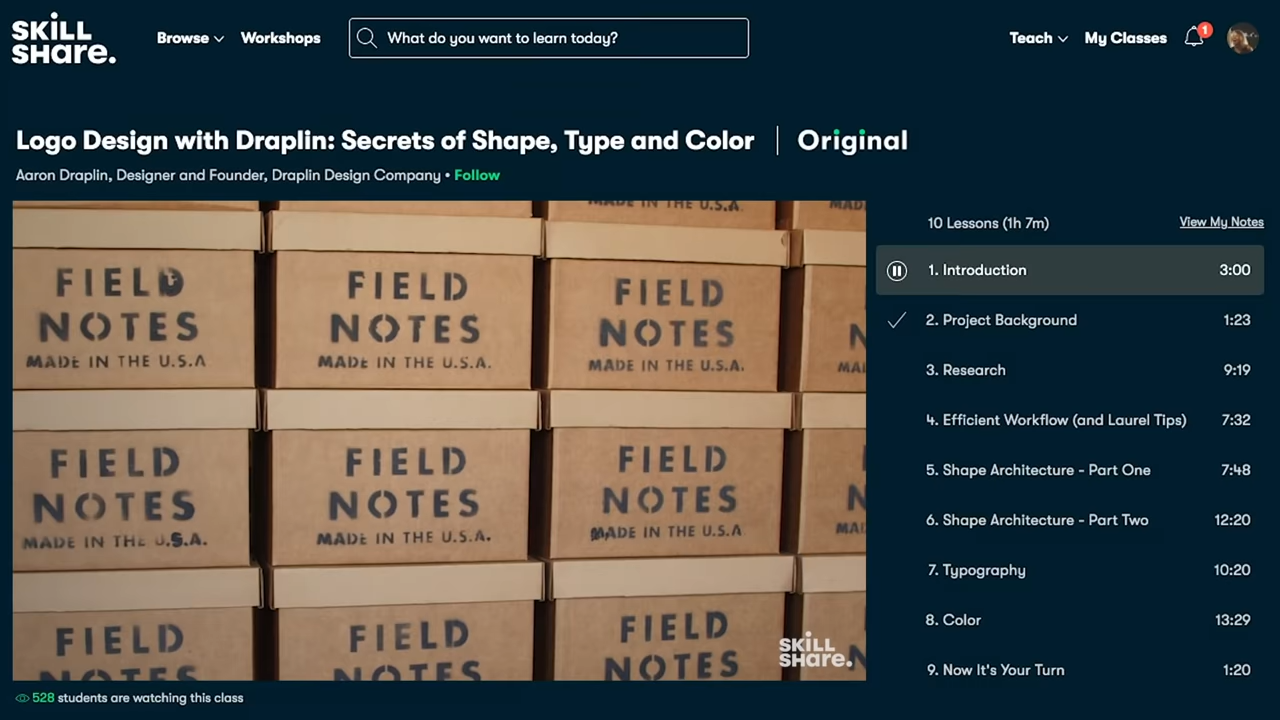 SKILL
SHARE.
Browse
Workshops
What do you want to learn today?
Teach
My Classes
1
Logo Design with Draplin: Secrets of Shape, Type and Color | Original
Aaron Draplin, Designer and Founder, Draplin Design Company • Follow
MADE IN THE U.S.A.
MAD
FIELD
NOTES
MADE IN THE U.S.A
FIELD
NOTES
MADE IN THE U.S.A.
FIELD
NOTES
MADE IN THE U.S.A.
N
MAI
FIELD
NOTES
MADE IN THE U.S.A.
FIELD
NOTES
MADE IN THE U.S.A.
FIELD
NOTES
MADE IN THE U.S.A
N
MAI
FIELD
NOTES
FIELD
NOTES
FIELD
NOTES
SKILL
SHARE.
528 students are watching this class
10 Lessons (1h 7m)
View My Notes
1. Introduction 3:00
2. Project Background 1:23
3. Research 9:19
4. Efficient Workflow (and Laurel Tips) 7:32
5. Shape Architecture - Part One 7:48
6. Shape Architecture - Part Two 12:20
7. Typography 10:20
8. Color 13:29
9. Now It's Your Turn 1:20